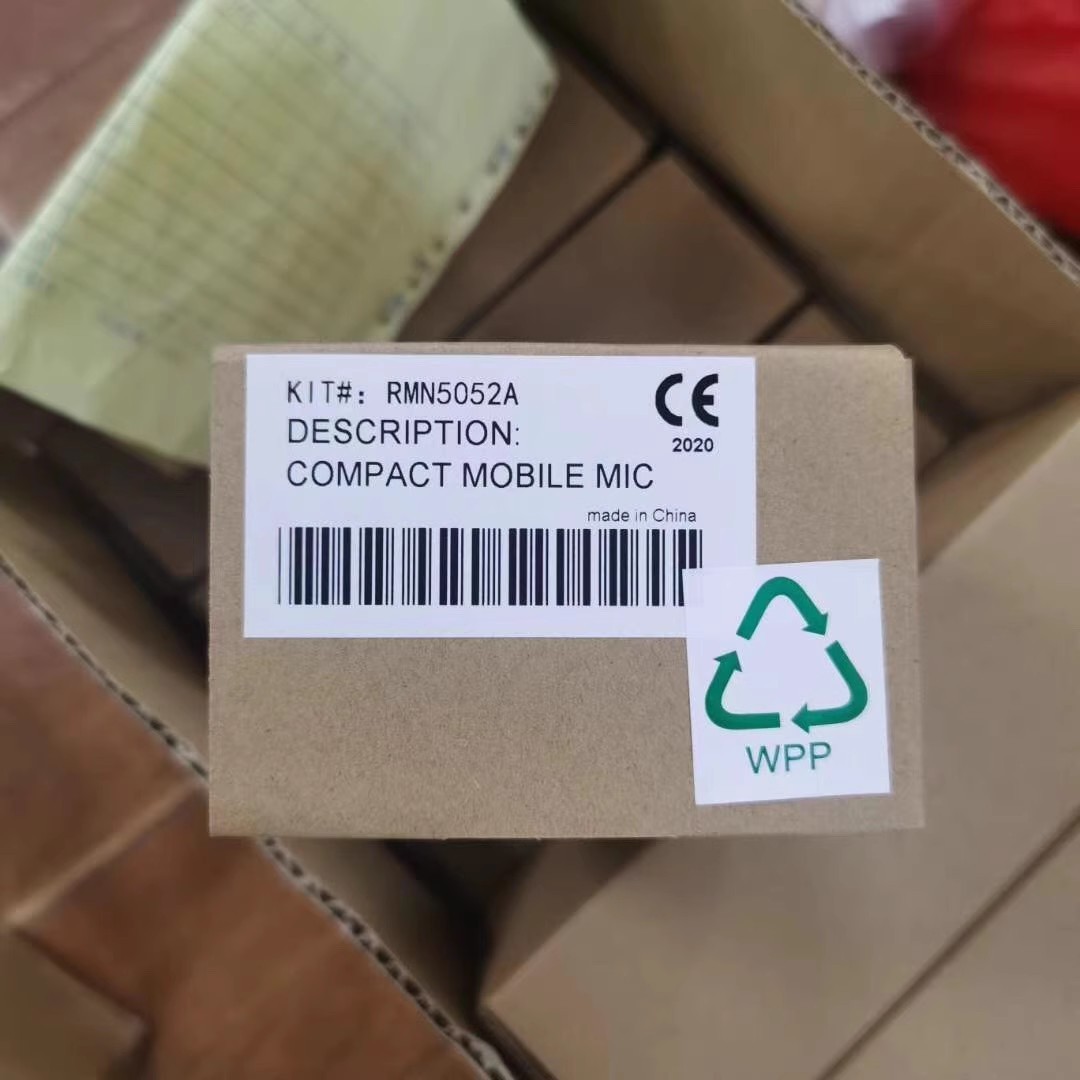 KIT#: RMN5052A
CE
2020
DESCRIPTION:
COMPACT MOBILE MIC
made in China
WPP